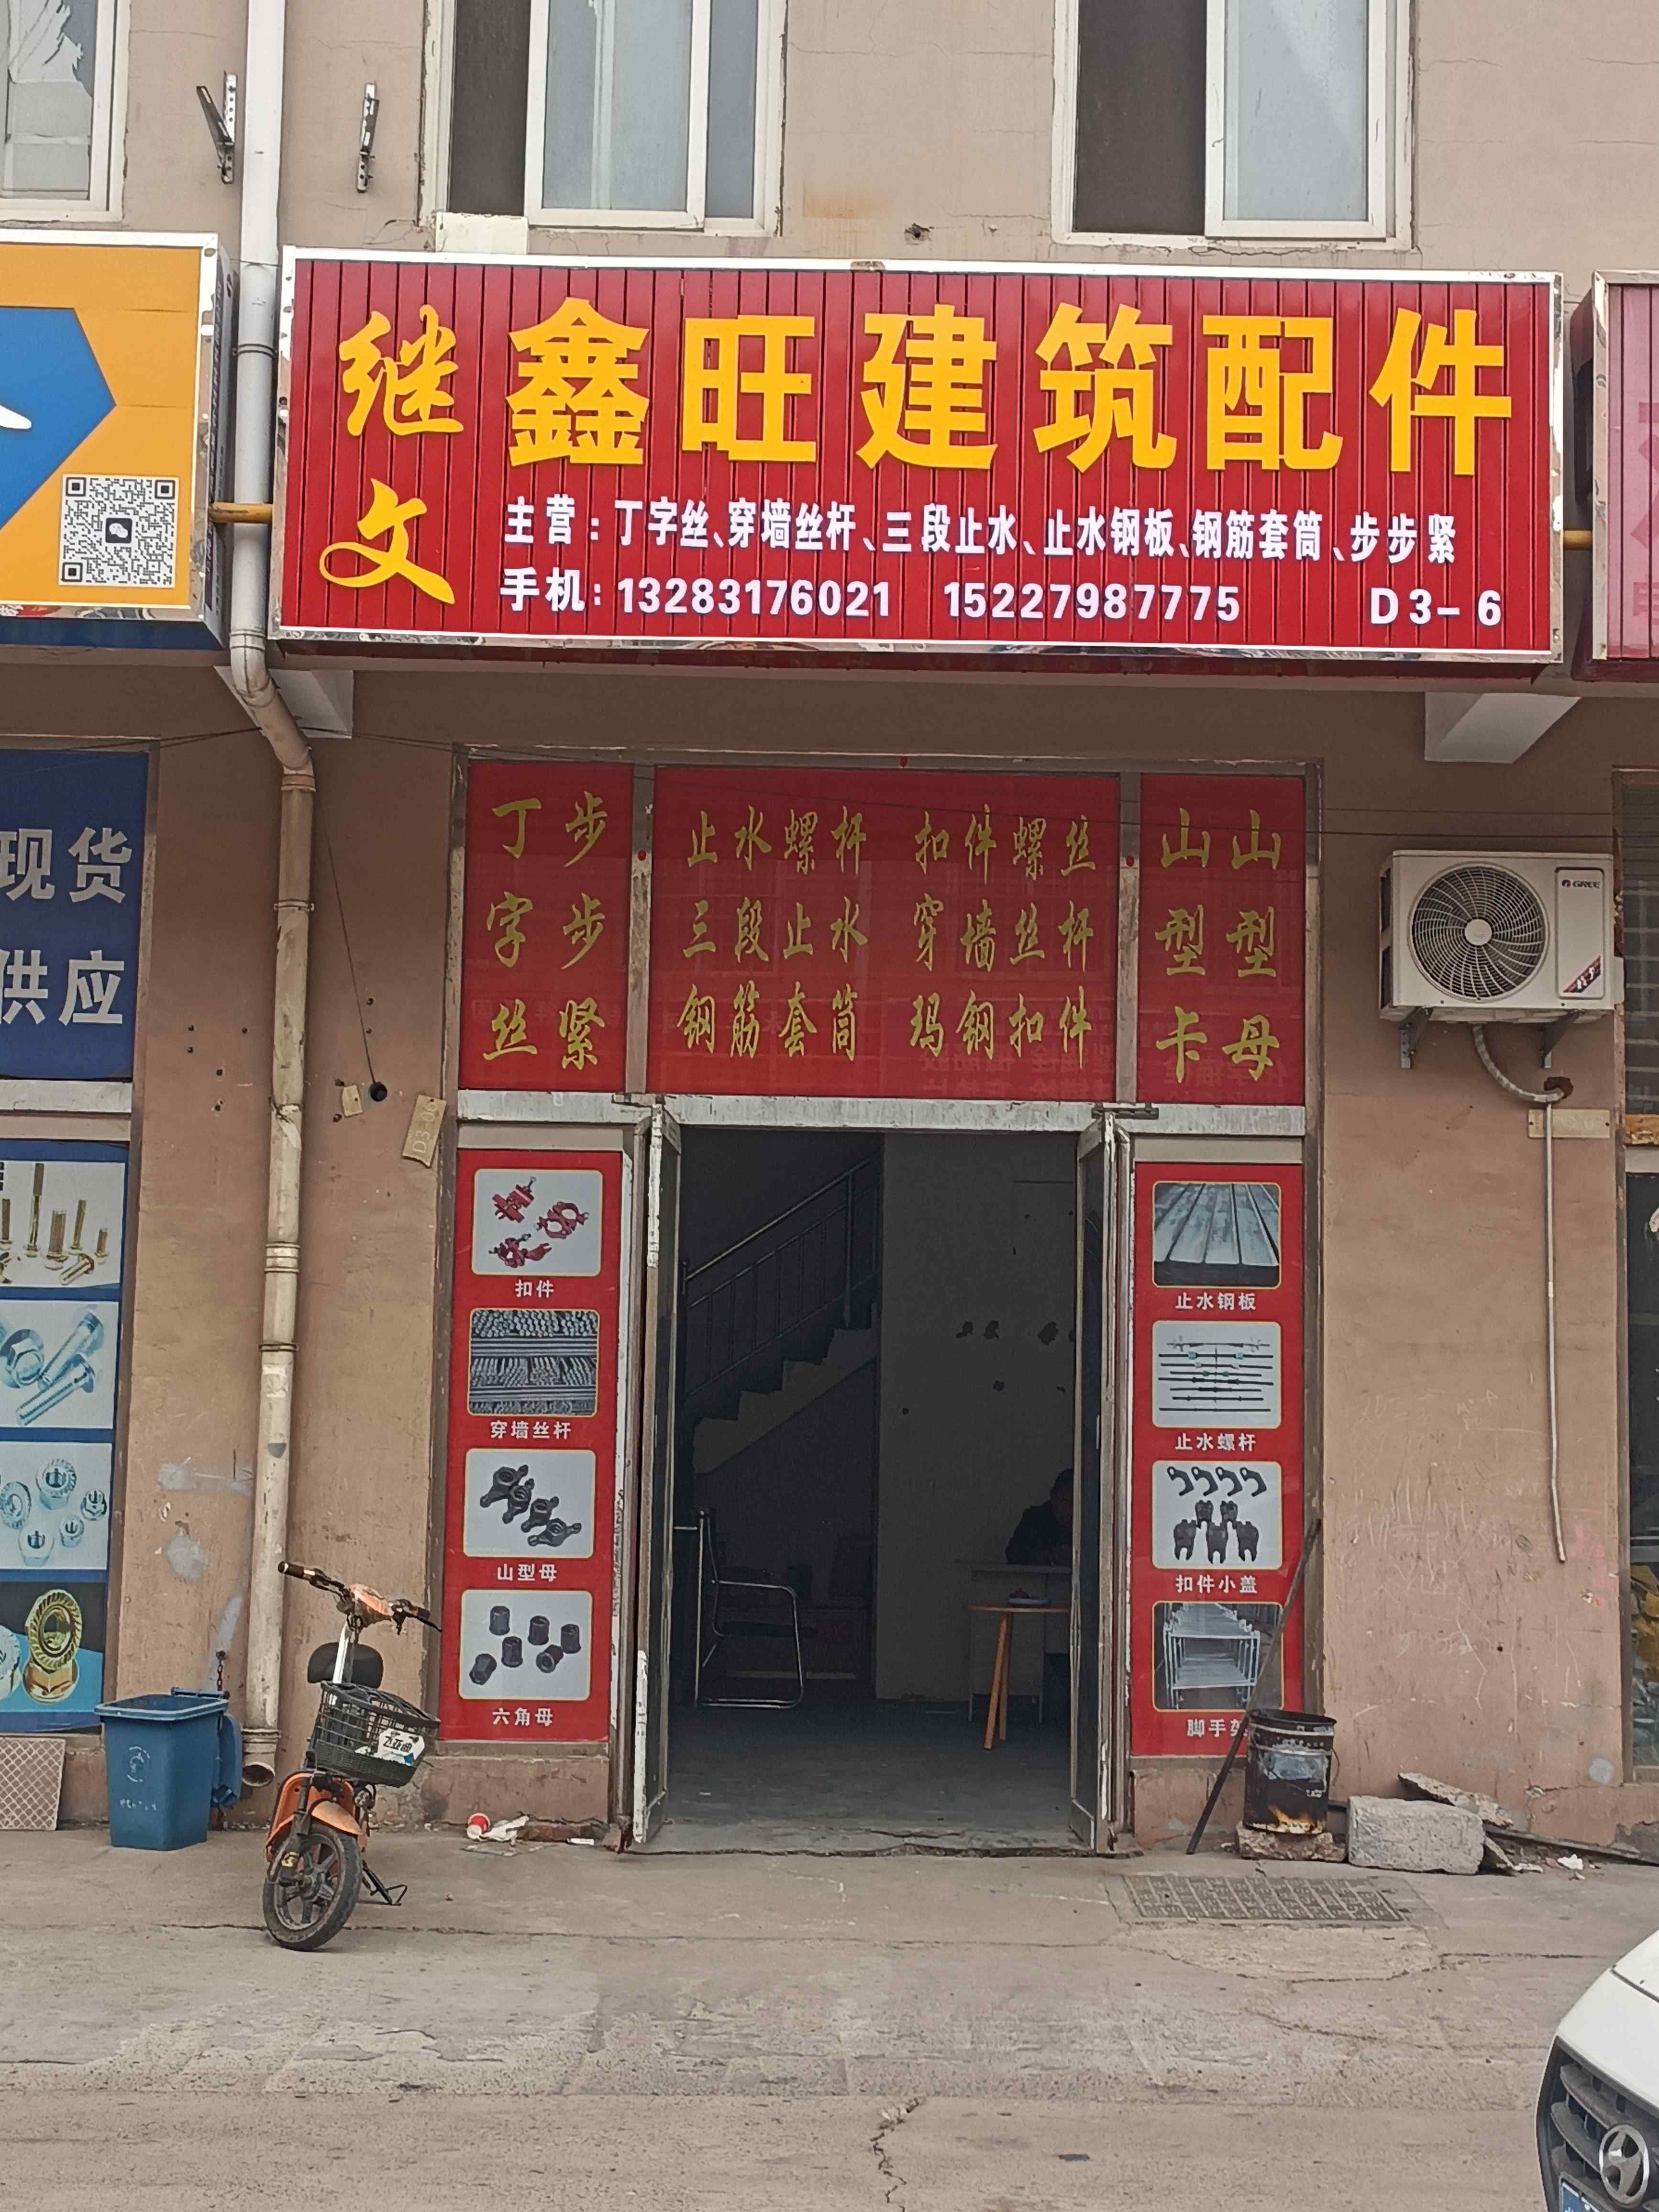 继文
鑫旺建筑配件
主营:丁字丝、穿墙丝杆、三段止水、止水钢板、钢筋套筒、步步紧
手机:13283176021 15227987775 D3-6
现货
供应
丁字丝
步步紧
止水螺杆 扣件螺丝
三段止水 穿墙丝杆
钢筋套筒 玛钢扣件
山型卡
山型母
GREE
扣件
穿墙丝杆
山型母
六角母
止水钢板
止水螺杆
扣件小盖
脚手架